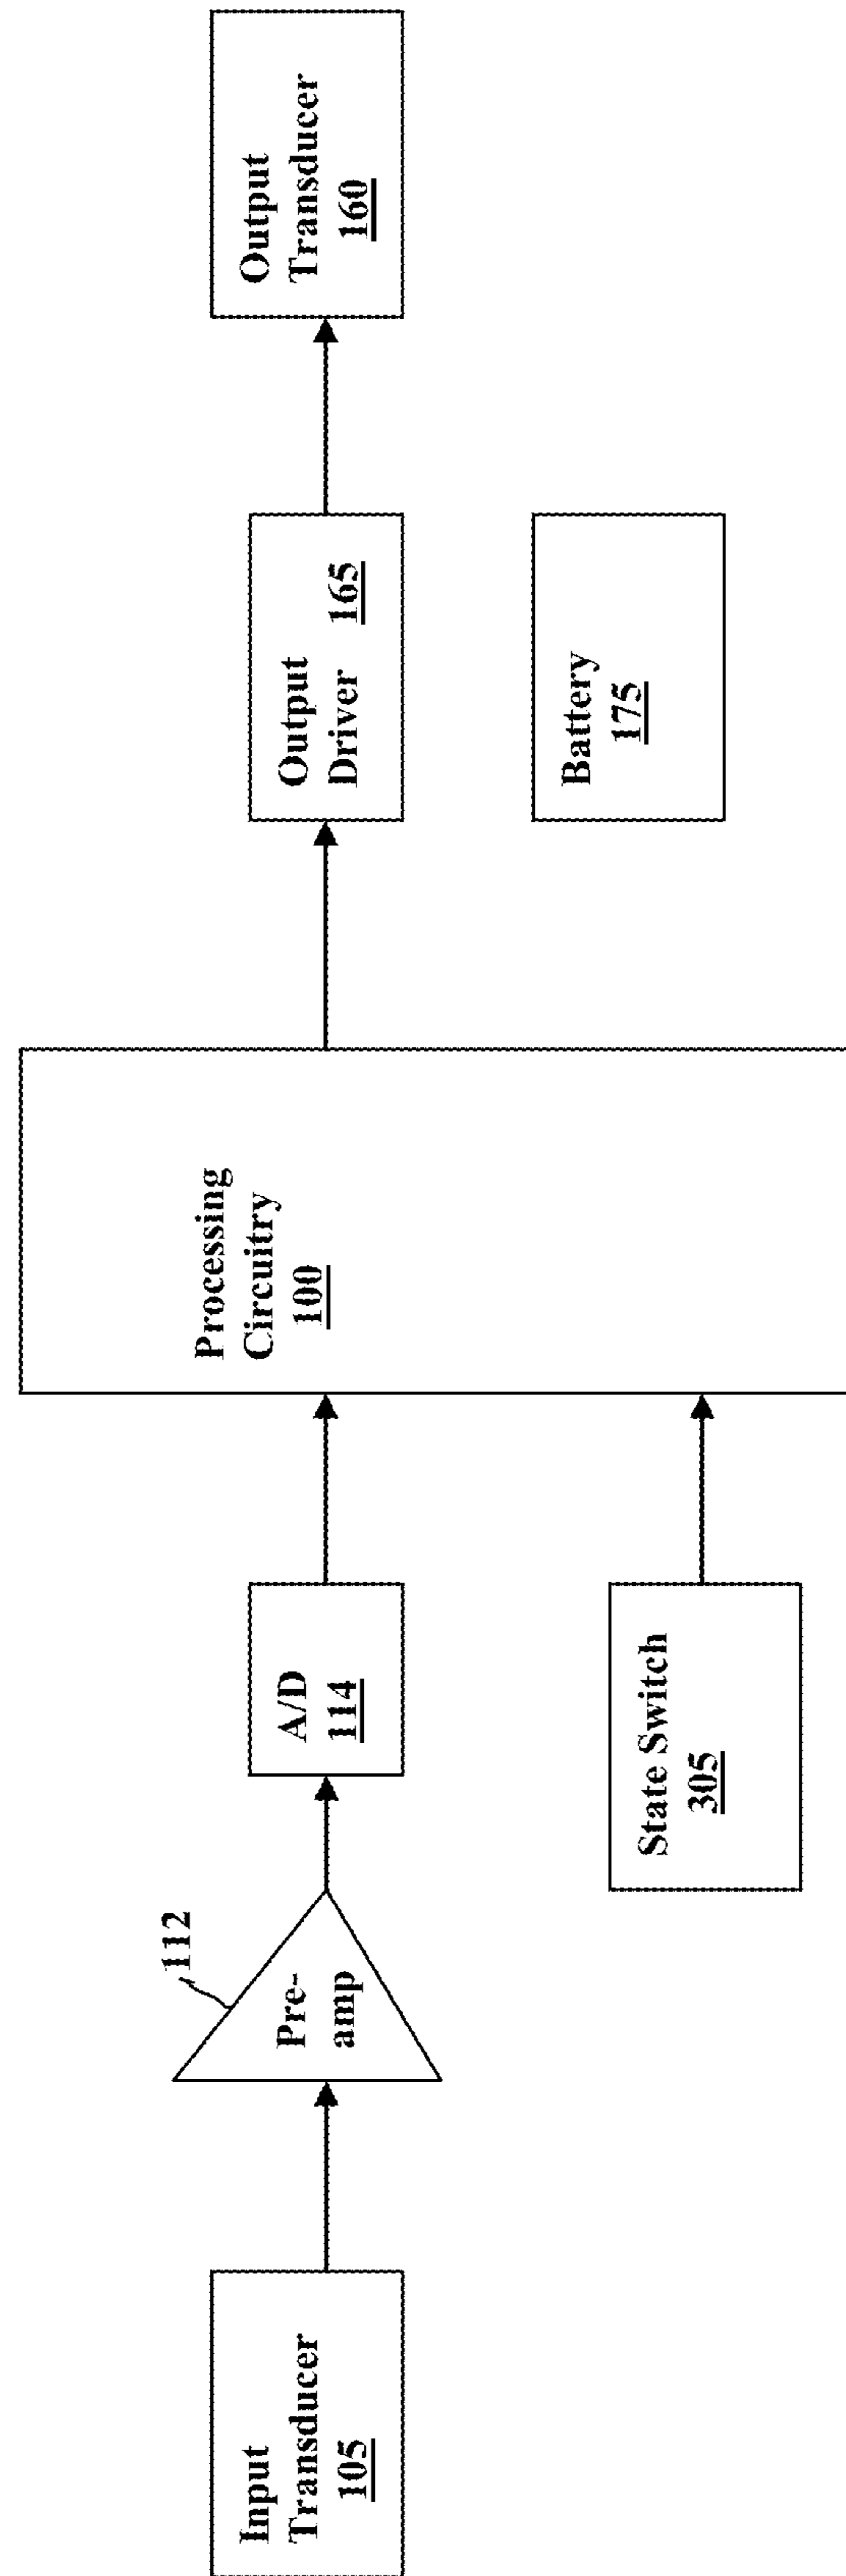 Input
Transducer
105
112
Pre-
amp
A/D
114
State Switch
305
Processing
Circuitry
100
Output
Driver 165
Battery
175
Output
Transducer
160